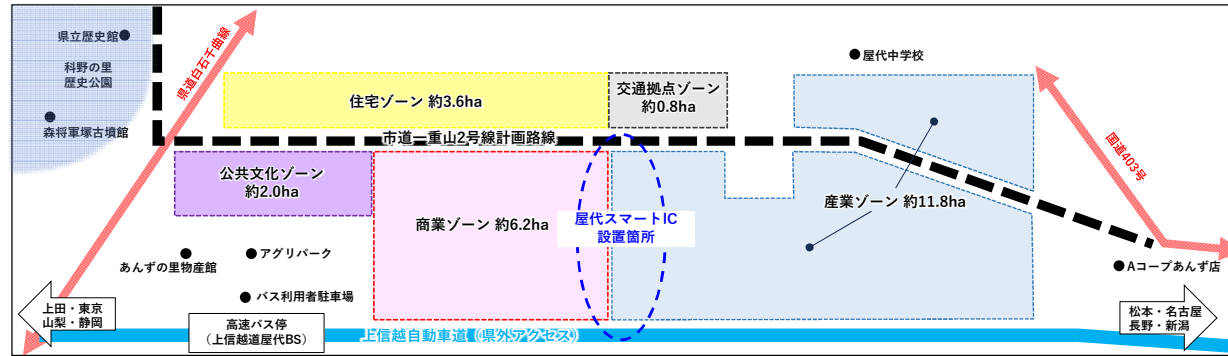 県立歴史館
科野の里
歴史公園
森将軍塚古墳館
県道白石千曲線
住宅ゾーン 約3.6ha
交通拠点ゾーン
約0.8ha
屋代中学校
市道一重山2号線計画路線
国道403号
公共文化ゾーン
約2.0ha
商業ゾーン 約6.2ha
屋代スマートIC
設置箇所
産業ゾーン 約11.8ha
あんずの里物産館
アグリパーク
バス利用者駐車場
Aコープあんず店
上田・東京
山梨・静岡
高速バス停
（上信越道屋代BS）
上信越自動車道（県外アクセス）
松本・名古屋
長野・新潟